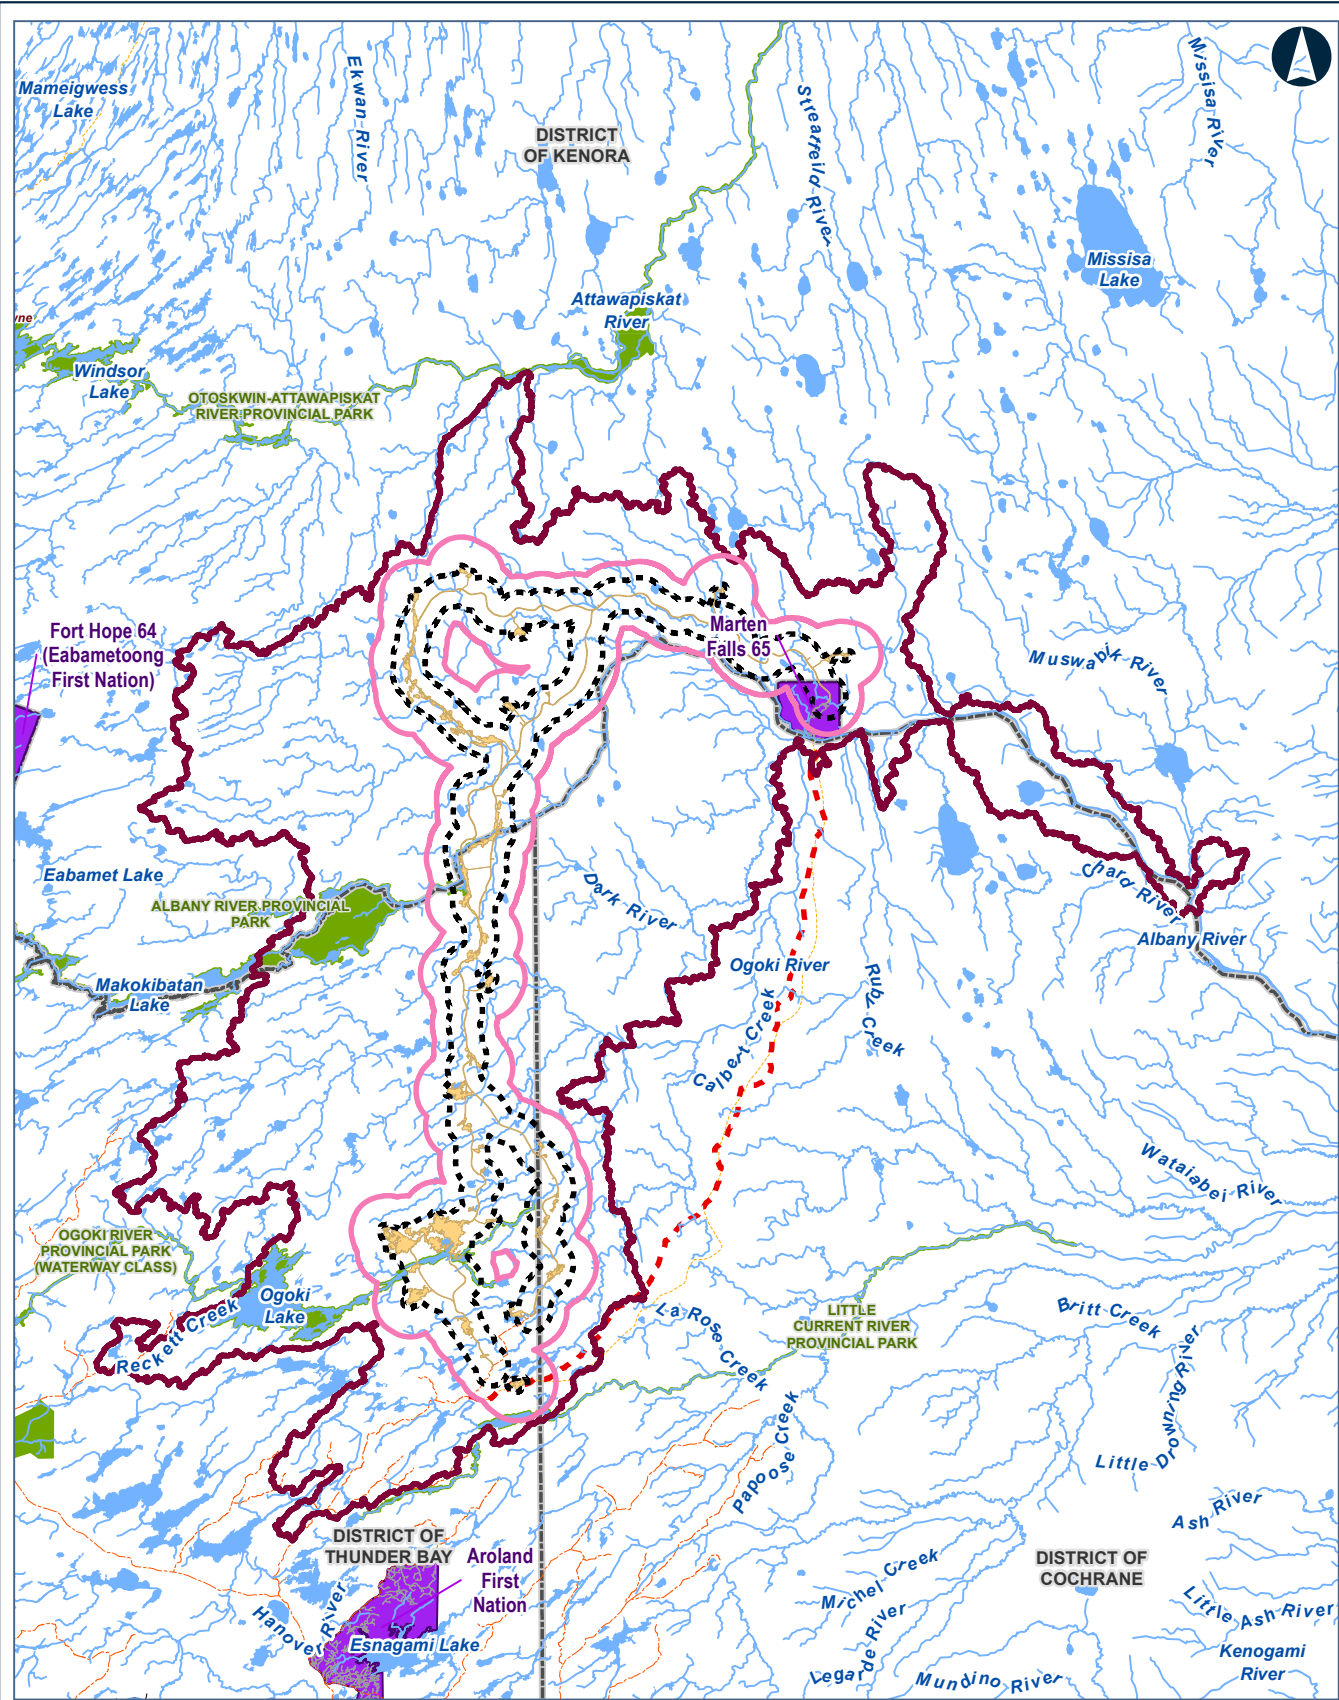 Mameigwess
Lake
Ekwan River
DISTRICT
OF KENORA
Missisa River
Missisa
Lake
Attawapiskat
River
Windsor
Lake
OTOSKWIN-ATTAWAPISKAT
RIVER PROVINCIAL PARK
Fort Hope 64
(Eabametoong
First Nation)
Marten
Falls 65
Muswabik River
Eabamet Lake
ALBANY RIVER PROVINCIAL
PARK
Dark River
Chard River
Albany River
Makokibatan
Lake
Ogoki River
Ruby Creek
Calbert Creek
Wataiabei River
OGOKI RIVER
PROVINCIAL PARK
(WATERWAY CLASS)
Ogoki
Lake
Reckett Creek
La Rose Creek
LITTLE
CURRENT RIVER
PROVINCIAL PARK
Britt Creek
Little Drowning River
Papoose Creek
Ash River
DISTRICT OF
THUNDER BAY
Aroland
First
Nation
DISTRICT OF
COCHRANE
Michel Creek
Hanover River
Esnagami Lake
Legarde River
Mundino River
Little Ash River
Kenogami
River